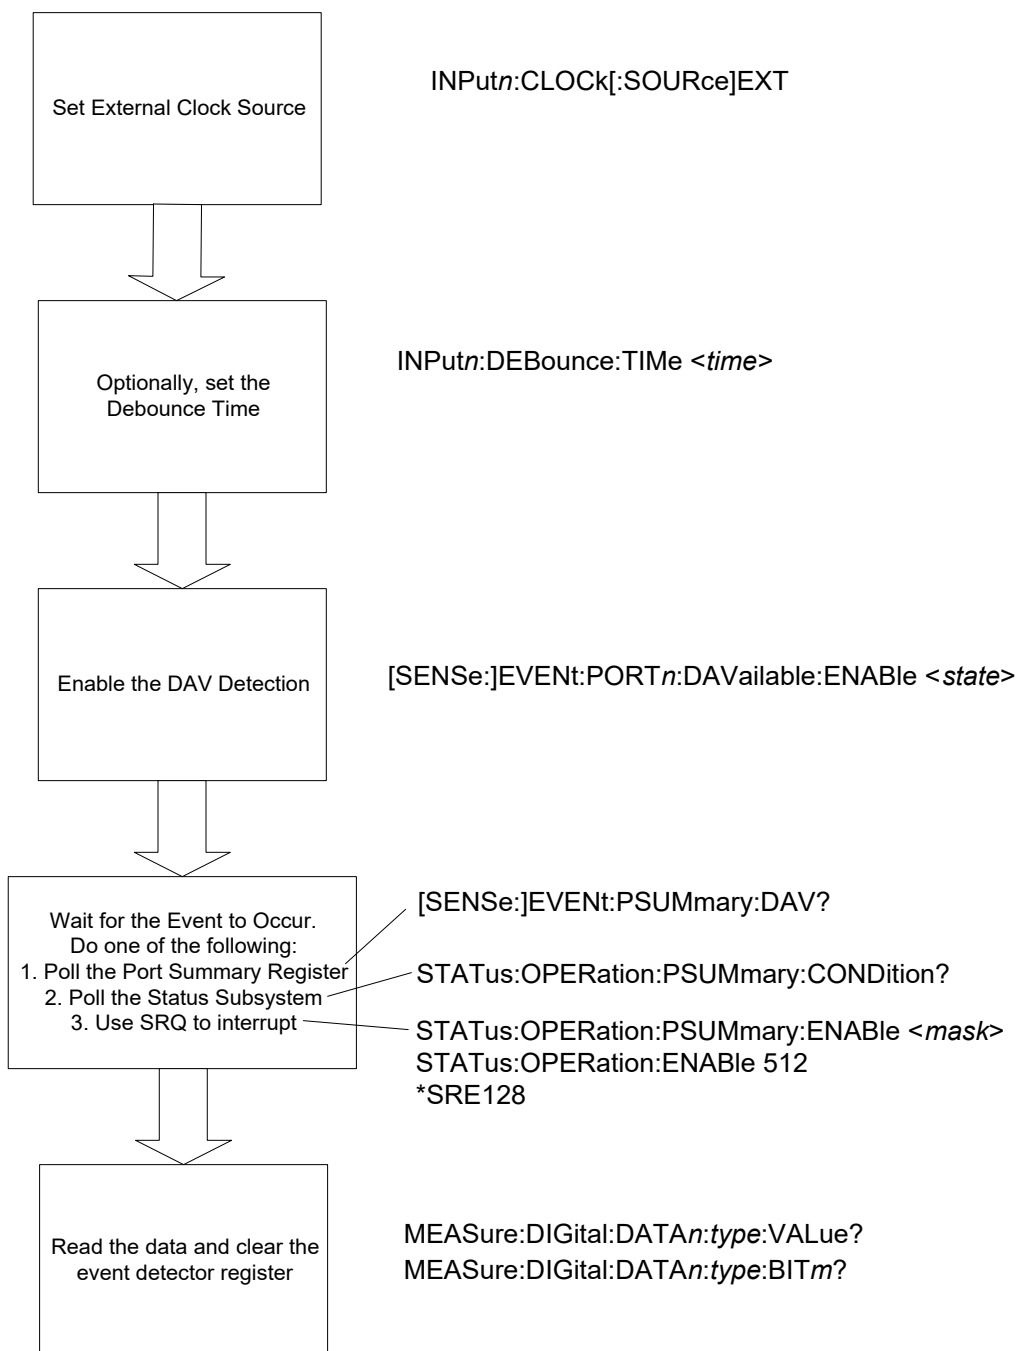 Set External Clock Source
INPutn:CLOCk[:SOURce]EXT
Optionally, set the
Debounce Time
INPutn:DEBounce:TIMe <time>
Enable the DAV Detection
[SENSe:]EVENt:PORTn:DAVailable:ENABle <state>
Wait for the Event to Occur.
Do one of the following:
1. Poll the Port Summary Register
2. Poll the Status Subsystem
3. Use SRQ to interrupt
[SENSe:]EVENt:PSUMmary:DAV?
STATus:OPERation:PSUMmary:CONDition?
STATus:OPERation:PSUMmary:ENABle <mask>
STATus:OPERation:ENABle 512
*SRE128
Read the data and clear the
event detector register
MEASure:DIGital:DATAn:type:VALue?
MEASure:DIGital:DATAn:type:BITm?